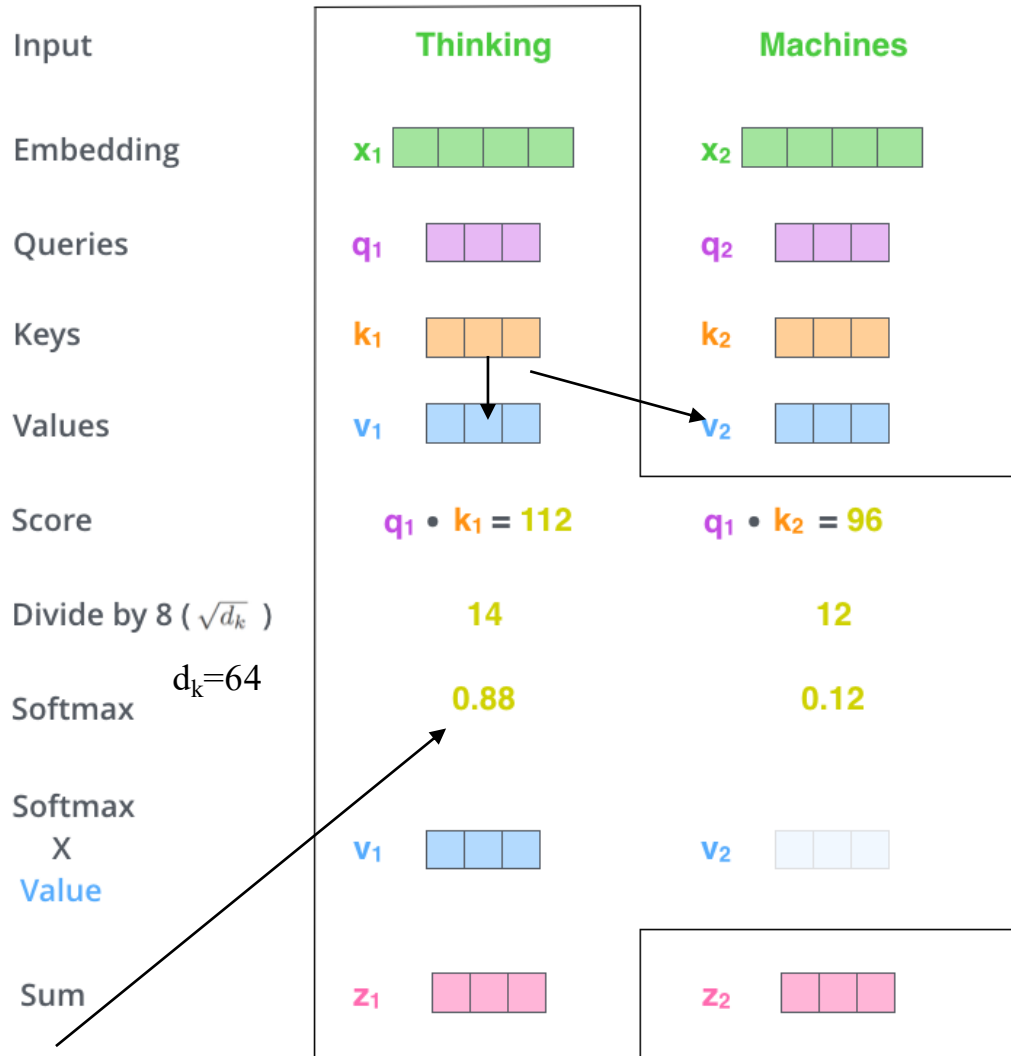 Input Thinking Machines
Embedding x₁ x₂
Queries q₁ q₂
Keys k₁ k₂
Values v₁ v₂
Score q₁ • k₁ = 112 q₁ • k₂ = 96
Divide by 8 ( √dₖ ) 14 12
dₖ=64
Softmax 0.88 0.12
Softmax
X v₁ v₂
Value
Sum z₁ z₂